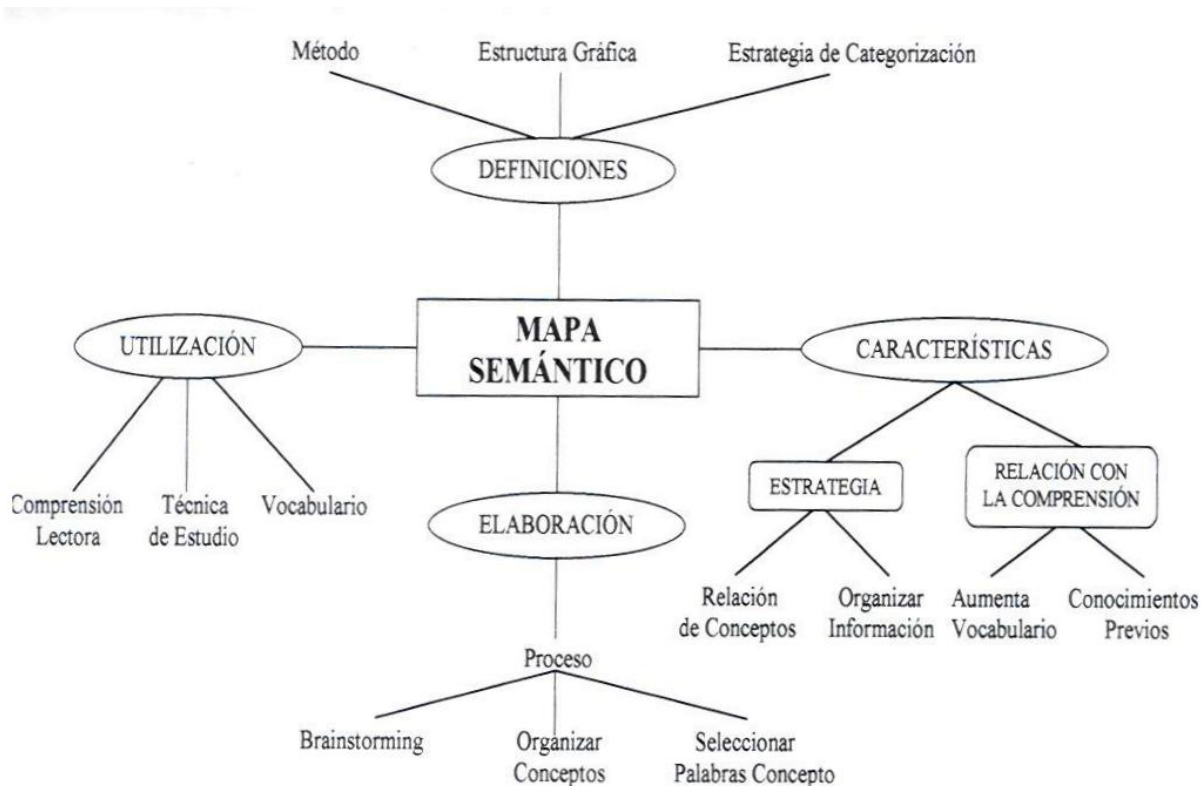 Método
Estructura Gráfica
Estrategia de Categorización
DEFINICIONES
MAPA
SEMÁNTICO
UTILIZACIÓN
CARACTERÍSTICAS
Comprensión
Lectora
Técnica
de Estudio
Vocabulario
ELABORACIÓN
ESTRATEGIA
RELACIÓN CON
LA COMPRENSIÓN
Relación
de Conceptos
Organizar
Información
Aumenta
Vocabulario
Conocimientos
Previos
Proceso
Brainstorming
Organizar
Conceptos
Seleccionar
Palabras Concepto